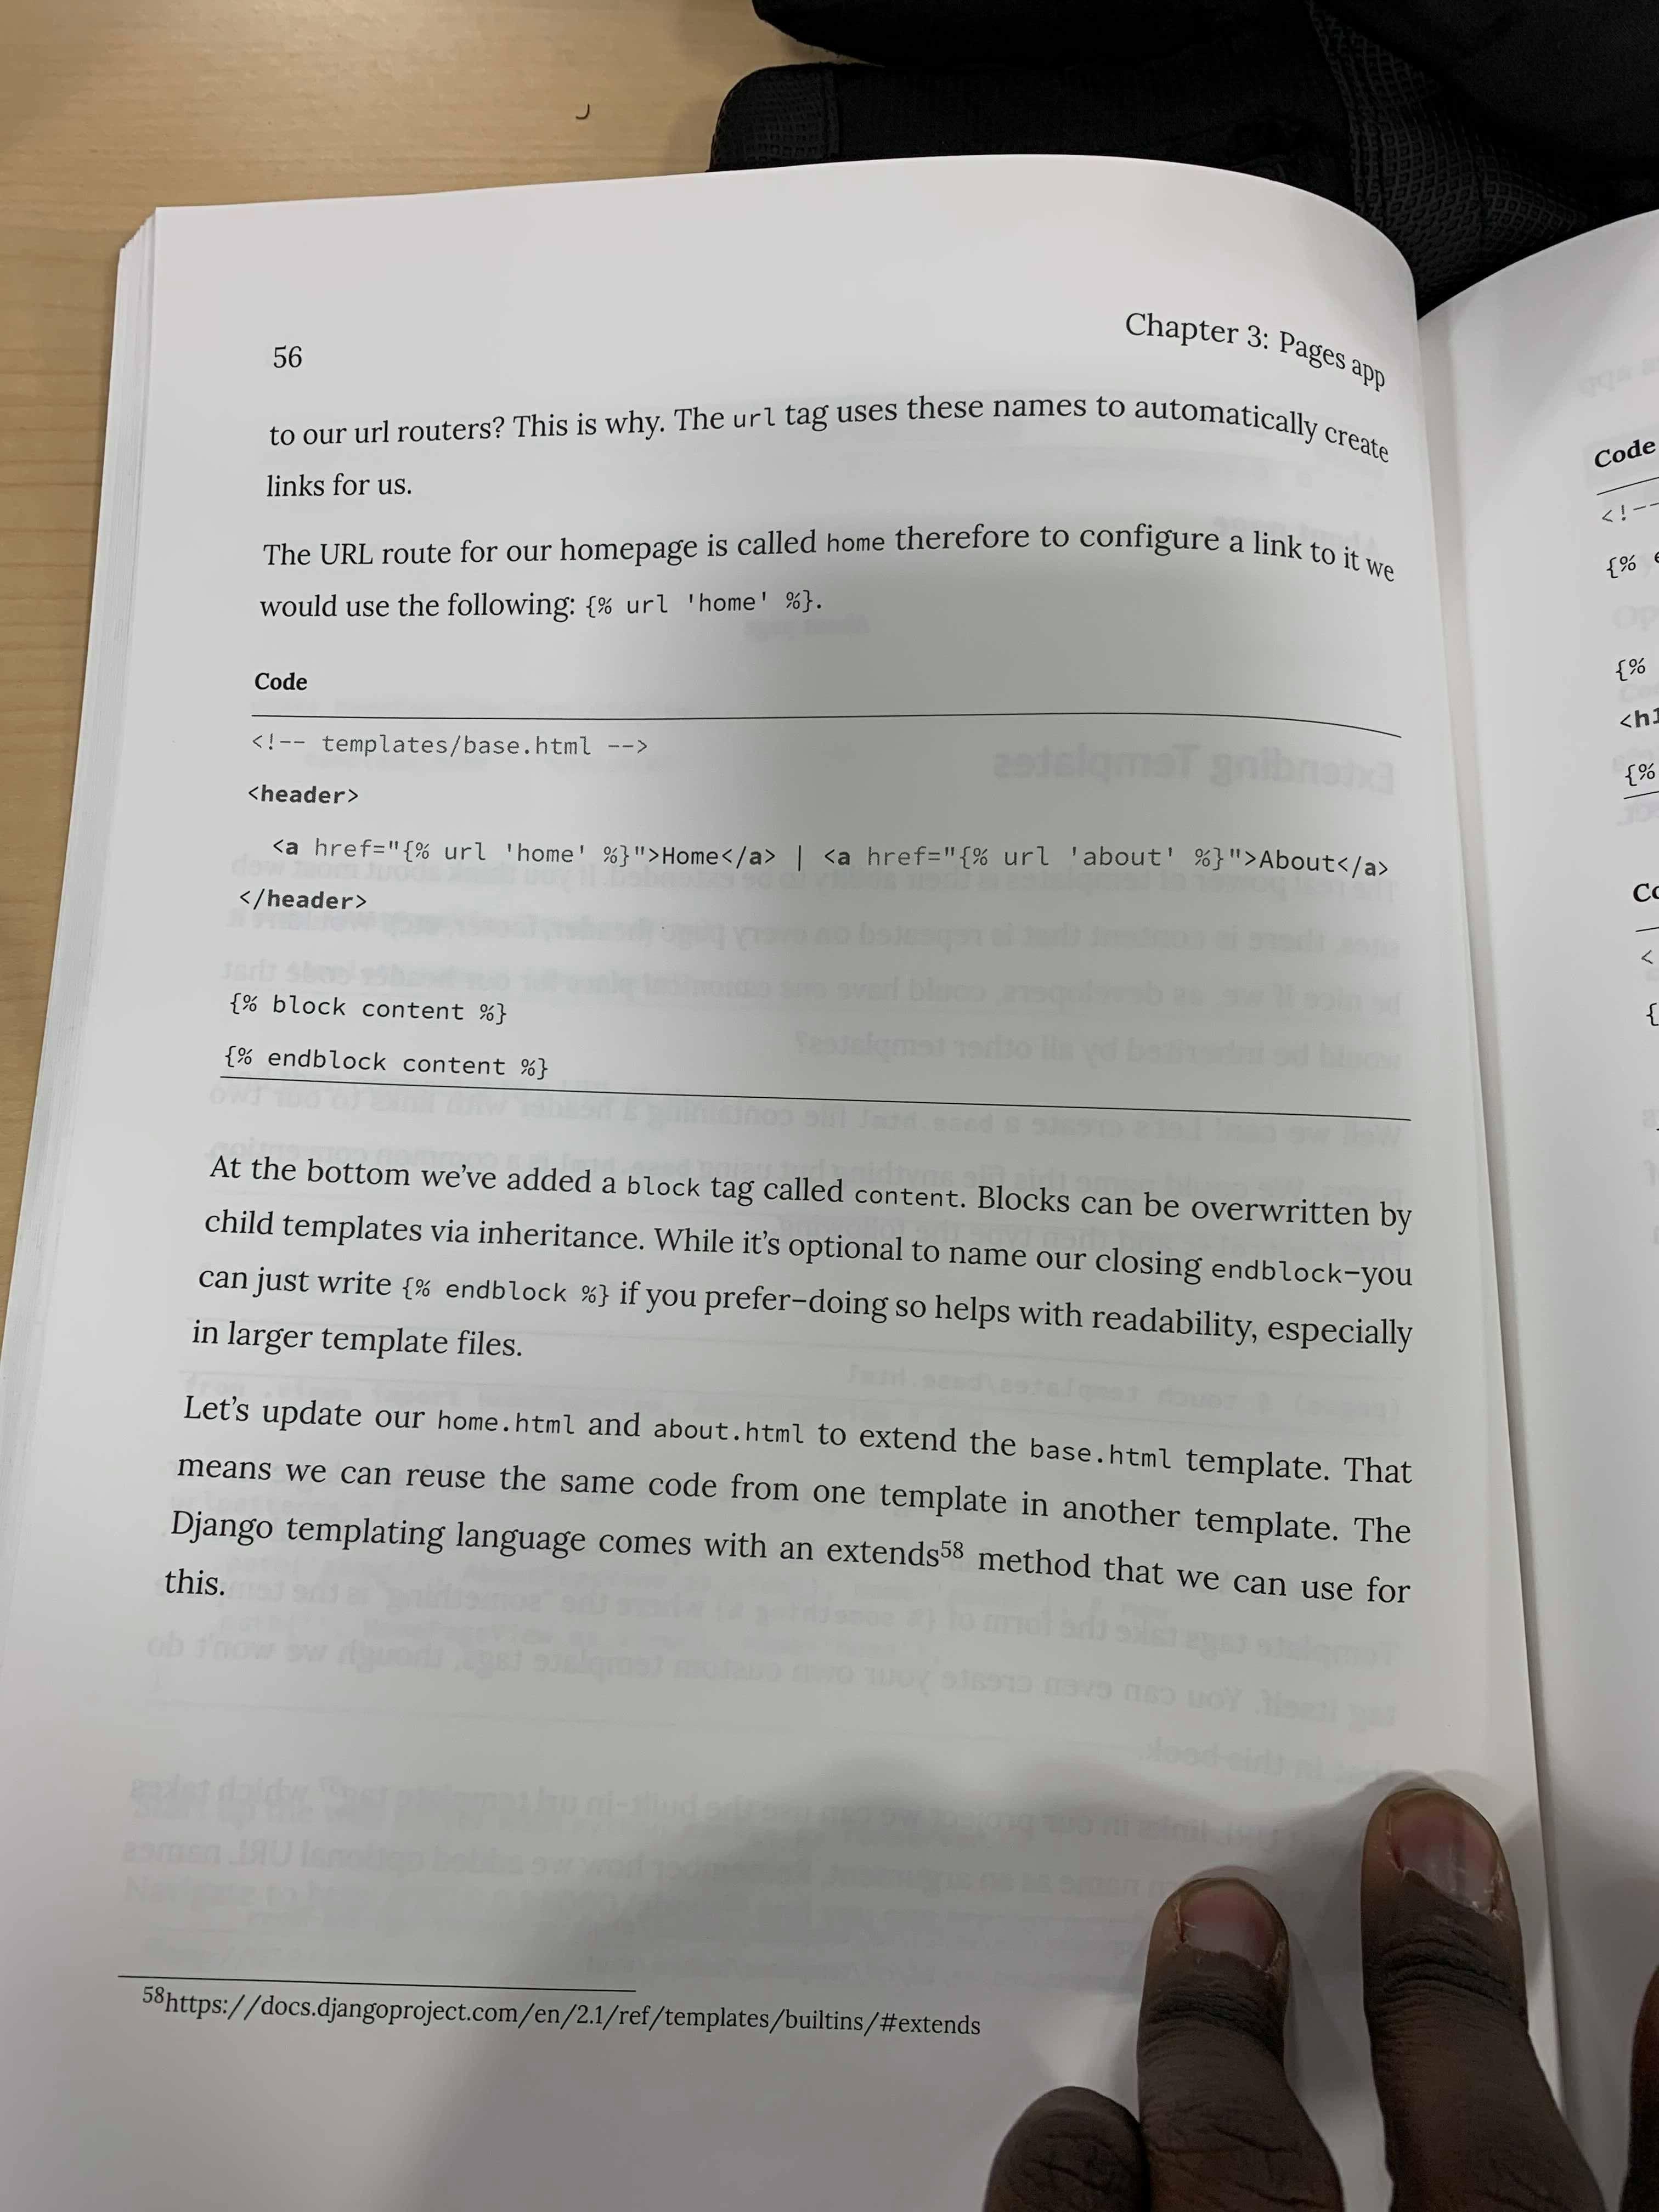 56
Chapter 3: Pages app
to our url routers? This is why. The url tag uses these names to automatically create
links for us.
The URL route for our homepage is called home therefore to configure a link to it we
would use the following: {% url 'home' %}.
Code
<!-- templates/base.html -->
<header>
<a href="{% url 'home' %}">Home</a> | <a href="{% url 'about' %}">About</a>
</header>
{% block content %}
{% endblock content %}
At the bottom we've added a block tag called content. Blocks can be overwritten by
child templates via inheritance. While it's optional to name our closing endblock–you
can just write {% endblock %} if you prefer–doing so helps with readability, especially
in larger template files.
Let's update our home.html and about.html to extend the base.html template. That
means we can reuse the same code from one template in another template. The
Django templating language comes with an extends58 method that we can use for
this.
58https://docs.djangoproject.com/en/2.1/ref/templates/builtins/#extends
Code
<!--
{%
{%
<h1
{%
<
{